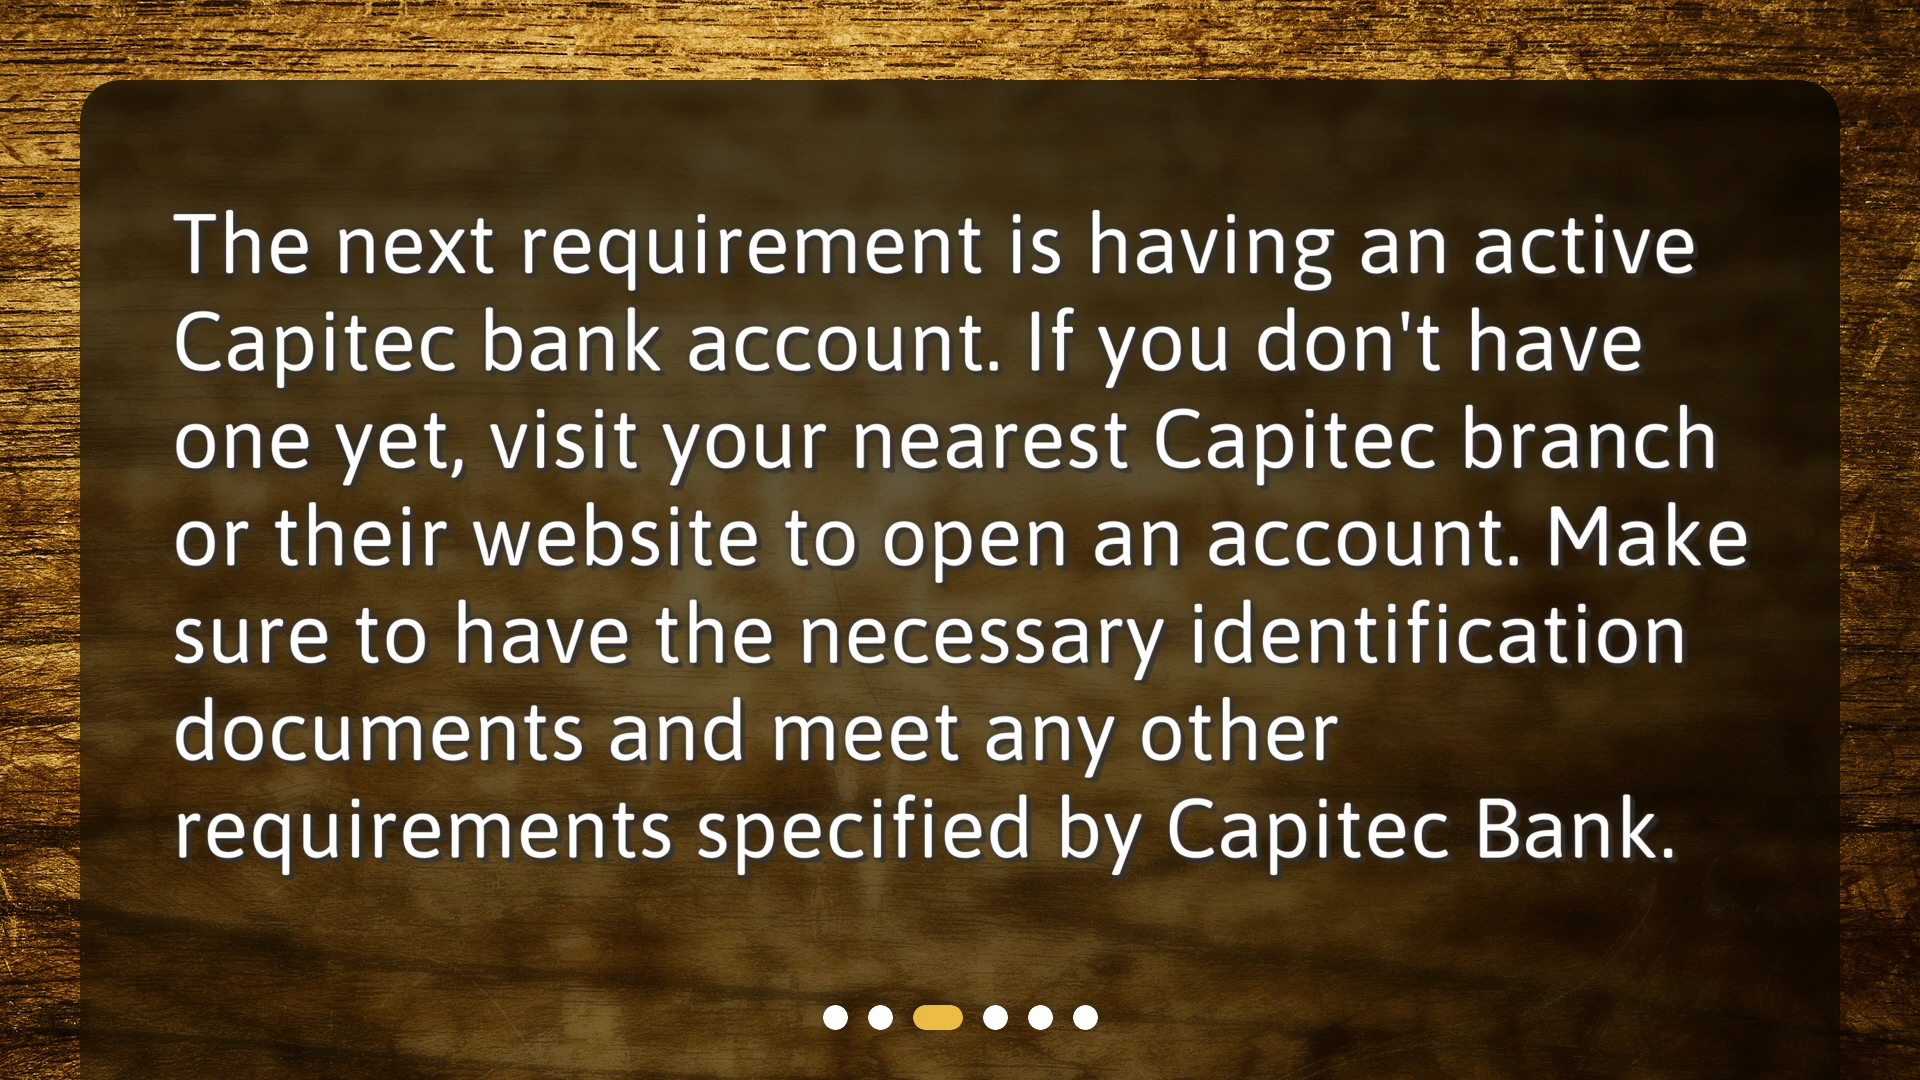 The next requirement is having an active
Capitec bank account. If you don't have
one yet, visit your nearest Capitec branch
or their website to open an account. Make
sure to have the necessary identification
documents and meet any other
requirements specified by Capitec Bank.